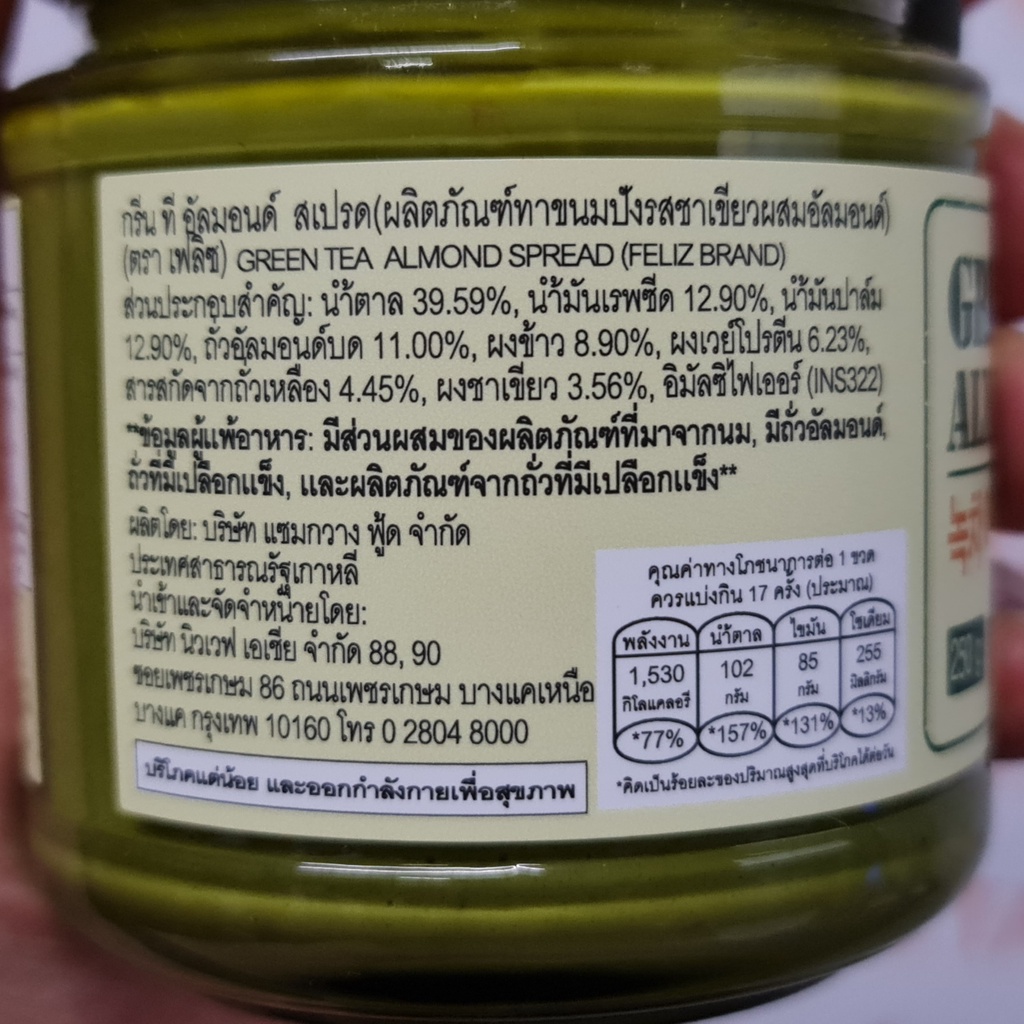 กรีน ที อัลมอนด์ สเปรด(ผลิตภัณฑ์ทาขนมปังรสชาเขียวผสมอัลมอนด์)
(ตรา เฟลิซ) GREEN TEA ALMOND SPREAD (FELIZ BRAND)
ส่วนประกอบสำคัญ: น้ำตาล 39.59%, น้ำมันเรพซีด 12.90%, น้ำมันปาล์ม
12.90%, ถั่วอัลมอนด์บด 11.00%, ผงข้าว 8.90%, ผงเวย์โปรตีน 6.23%,
สารสกัดจากถั่วเหลือง 4.45%, ผงชาเขียว 3.56%, อิมัลซิไฟเออร์ (INS322)
**ข้อมูลผู้แพ้อาหาร: มีส่วนผสมของผลิตภัณฑ์ที่มาจากนม, มีถั่วอัลมอนด์,
ถั่วที่มีเปลือกแข็ง, และผลิตภัณฑ์จากถั่วที่มีเปลือกแข็ง**
ผลิตโดย: บริษัท แซมกวาง ฟู้ด จำกัด
ประเทศสาธารณรัฐเกาหลี
นำเข้าและจัดจำหน่ายโดย:
บริษัท นิวเวฟ เอเชีย จำกัด 88, 90
ซอยเพชรเกษม 86 ถนนเพชรเกษม บางแคเหนือ
บางแค กรุงเทพ 10160 โทร 0 2804 8000
บริโภคแต่น้อย และออกกำลังกายเพื่อสุขภาพ
คุณค่าทางโภชนาการต่อ 1 ขวด
ควรแบ่งกิน 17 ครั้ง (ประมาณ)
พลังงาน น้ำตาล ไขมัน โซเดียม
1,530 102 85 255
กิโลแคลอรี กรัม กรัม มิลลิกรัม
*77% *157% *131% *13%
*คิดเป็นร้อยละของปริมาณสูงสุดที่บริโภคได้ต่อวัน